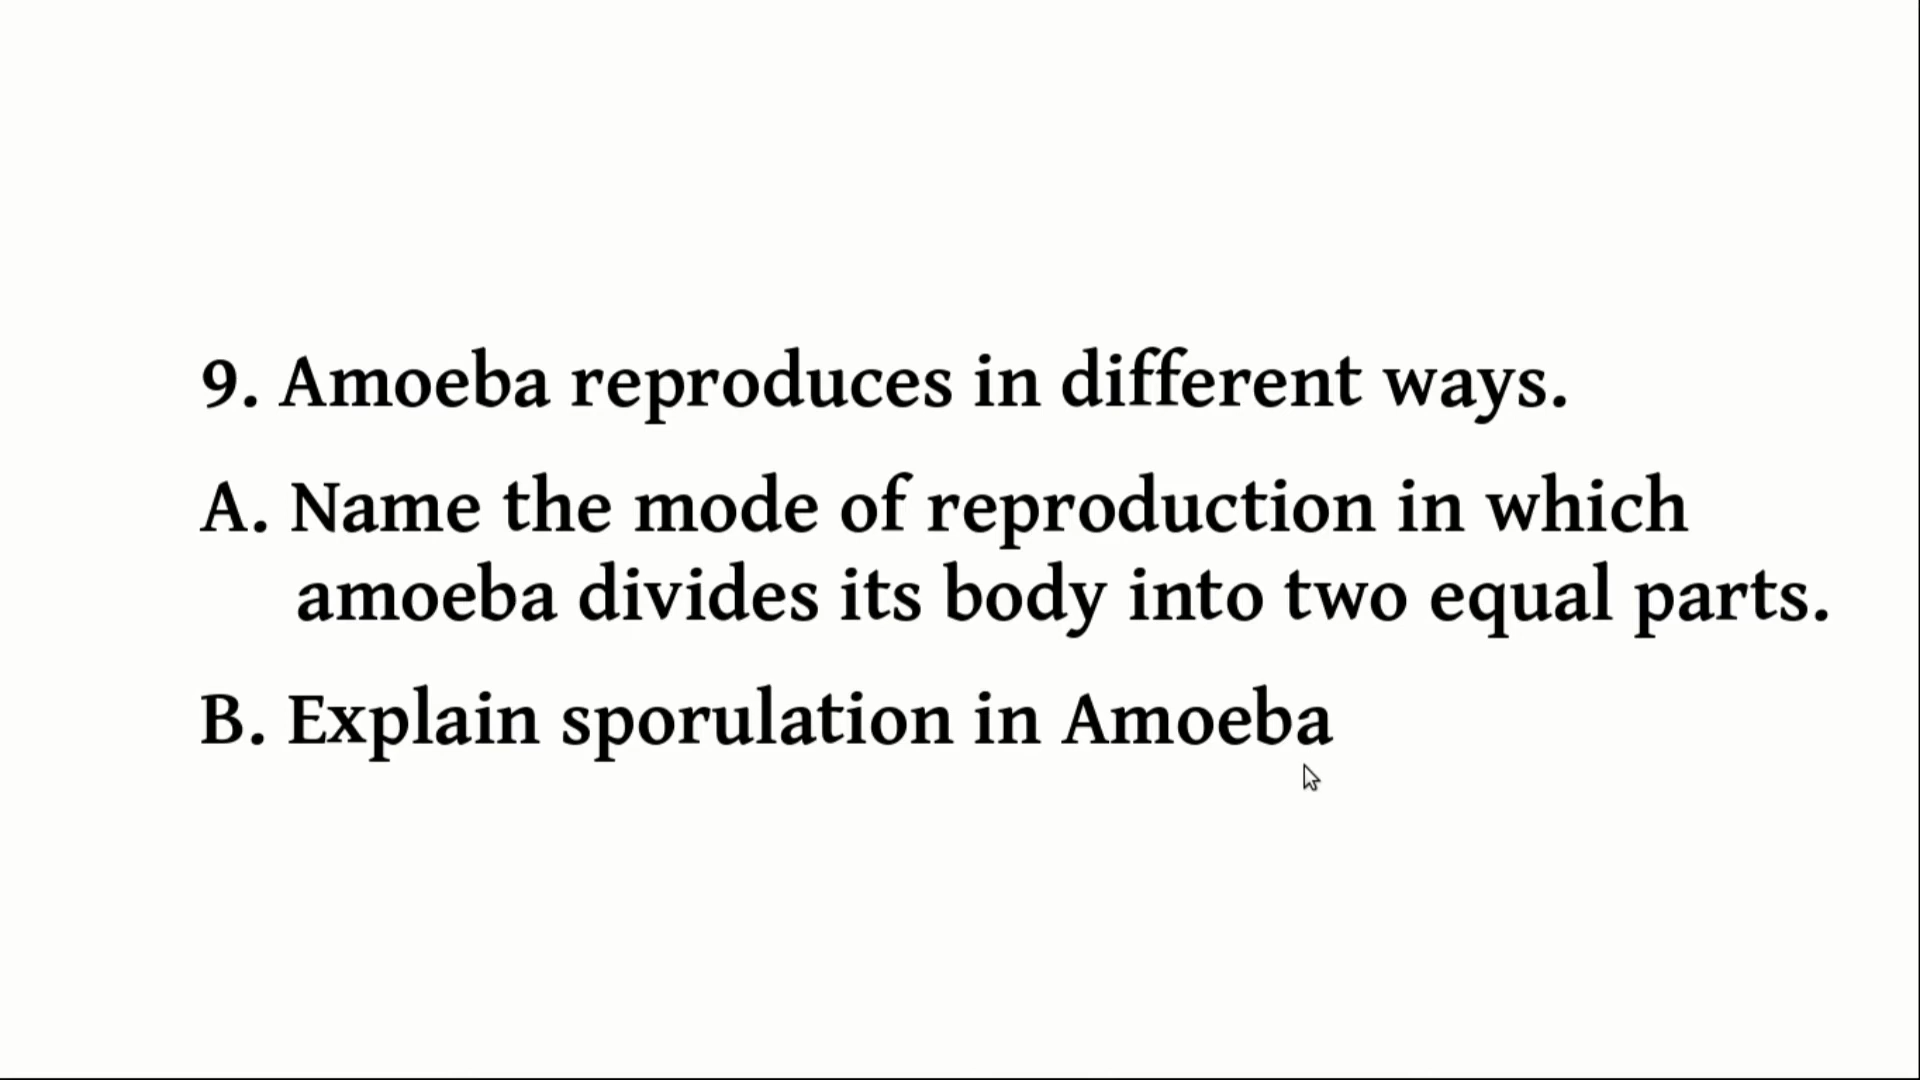 9. Amoeba reproduces in different ways.
A. Name the mode of reproduction in which
amoeba divides its body into two equal parts.
B. Explain sporulation in Amoeba